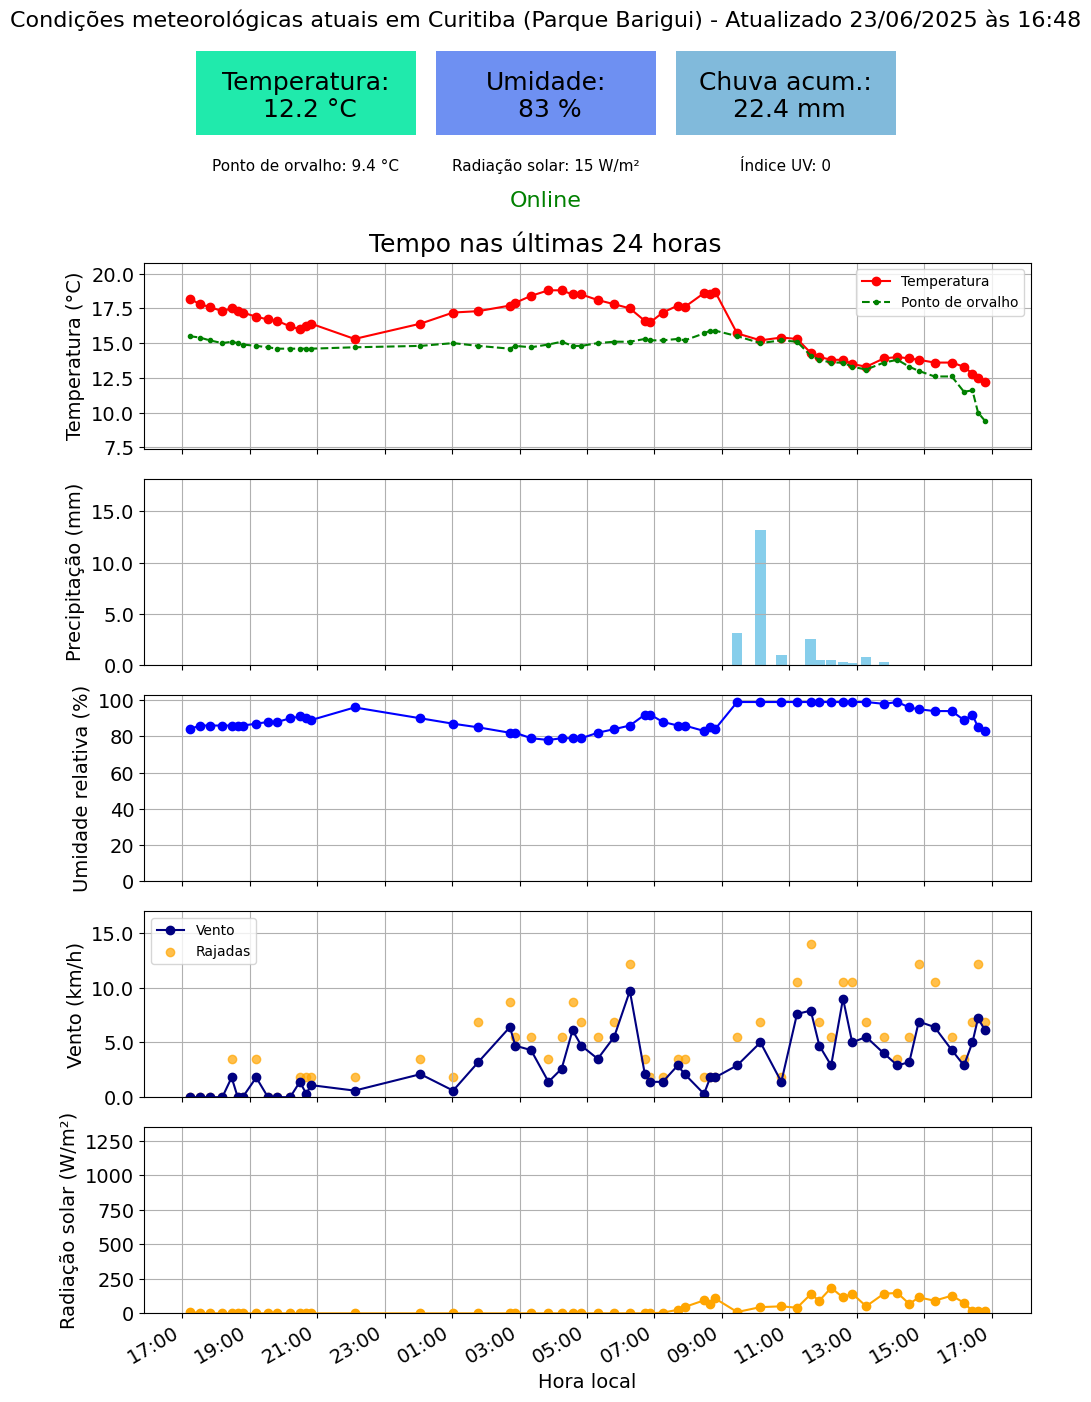 Condições meteorológicas atuais em Curitiba (Parque Barigui) - Atualizado 23/06/2025 às 16:48
Temperatura:
12.2 °C
Umidade:
83 %
Chuva acum.:
22.4 mm
Ponto de orvalho: 9.4 °C
Radiação solar: 15 W/m²
Índice UV: 0
Online
Tempo nas últimas 24 horas
Temperatura (°C)
20.0
17.5
15.0
12.5
10.0
7.5
Temperatura
Ponto de orvalho
Precipitação (mm)
15.0
10.0
5.0
0.0
Umidade relativa (%)
100
80
60
40
20
0
Vento (km/h)
15.0
10.0
5.0
0.0
Vento
Rajadas
Radiação solar (W/m²)
1250
1000
750
500
250
0
17:00
19:00
21:00
23:00
01:00
03:00
05:00
07:00
09:00
11:00
13:00
15:00
17:00
Hora local